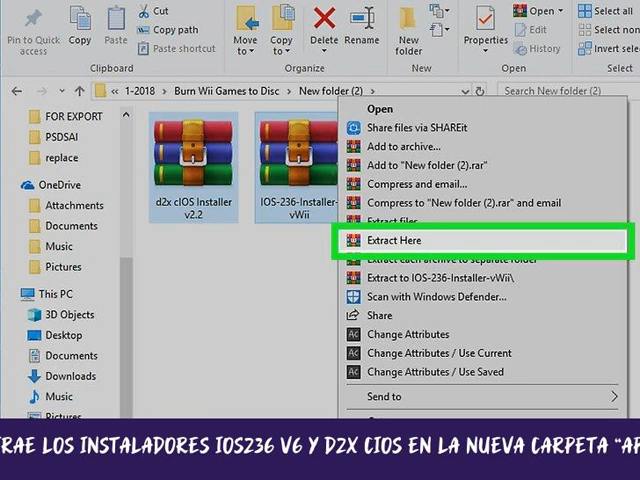 Pin to Quick access
Copy
Paste
Cut
Copy path
Paste shortcut
Move to
Copy to
Delete
Rename
New folder
Properties
Open
Edit
History
Select all
Select none
Invert selec
Clipboard
Organize
New
Open
Select
« 1-2018 > Burn Wii Games to Disc > New folder (2) >
Search New folder (2)
FOR EXPORT
PSDSAI
replace
OneDrive
Attachments
Documents
Music
Pictures
This PC
3D Objects
Desktop
Documents
Downloads
Music
Pictures
d2x cIOS Installer
v2.2
IOS-236-Installer-
vWii
Open
Share files via SHAREit
Add to archive...
Add to "New folder (2).rar"
Compress and email...
Compress to "New folder (2).rar" and email
Extract files
Extract Here
Extract each archive to separate folder
Extract to IOS-236-Installer-vWii\
Scan with Windows Defender...
Share
Change Attributes
Change Attributes / Use Current
Change Attributes / Use Saved
Send to
RAE LOS INSTALADORES IOS236 V6 Y D2X CIOS EN LA NUEVA CARPETA "AP